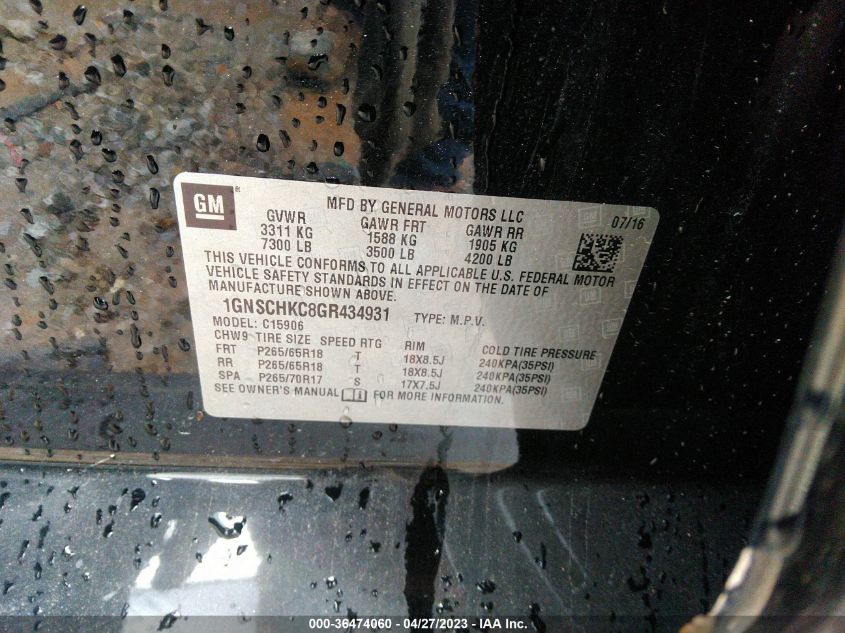 GM ®
MFD BY GENERAL MOTORS LLC
07/16
GVWR GAWR FRT GAWR RR
3311 KG 1588 KG 1905 KG
7300 LB 3500 LB 4200 LB
THIS VEHICLE CONFORMS TO ALL APPLICABLE U.S. FEDERAL MOTOR
VEHICLE SAFETY STANDARDS IN EFFECT ON THE DATE OF
MANUFACTURE SHOWN ABOVE.
1GNSCHKC8GR434931 TYPE: M.P.V.
MODEL: C15906
CHW9 TIRE SIZE SPEED RTG RIM COLD TIRE PRESSURE
FRT P265/65R18 T 18X8.5J 240KPA(35PSI)
RR P265/65R18 T 18X8.5J 240KPA(35PSI)
SPA P265/70R17 S 17X7.5J 240KPA(35PSI)
SEE OWNER'S MANUAL FOR MORE INFORMATION.
000-36474060 - 04/27/2023 - IAA Inc.